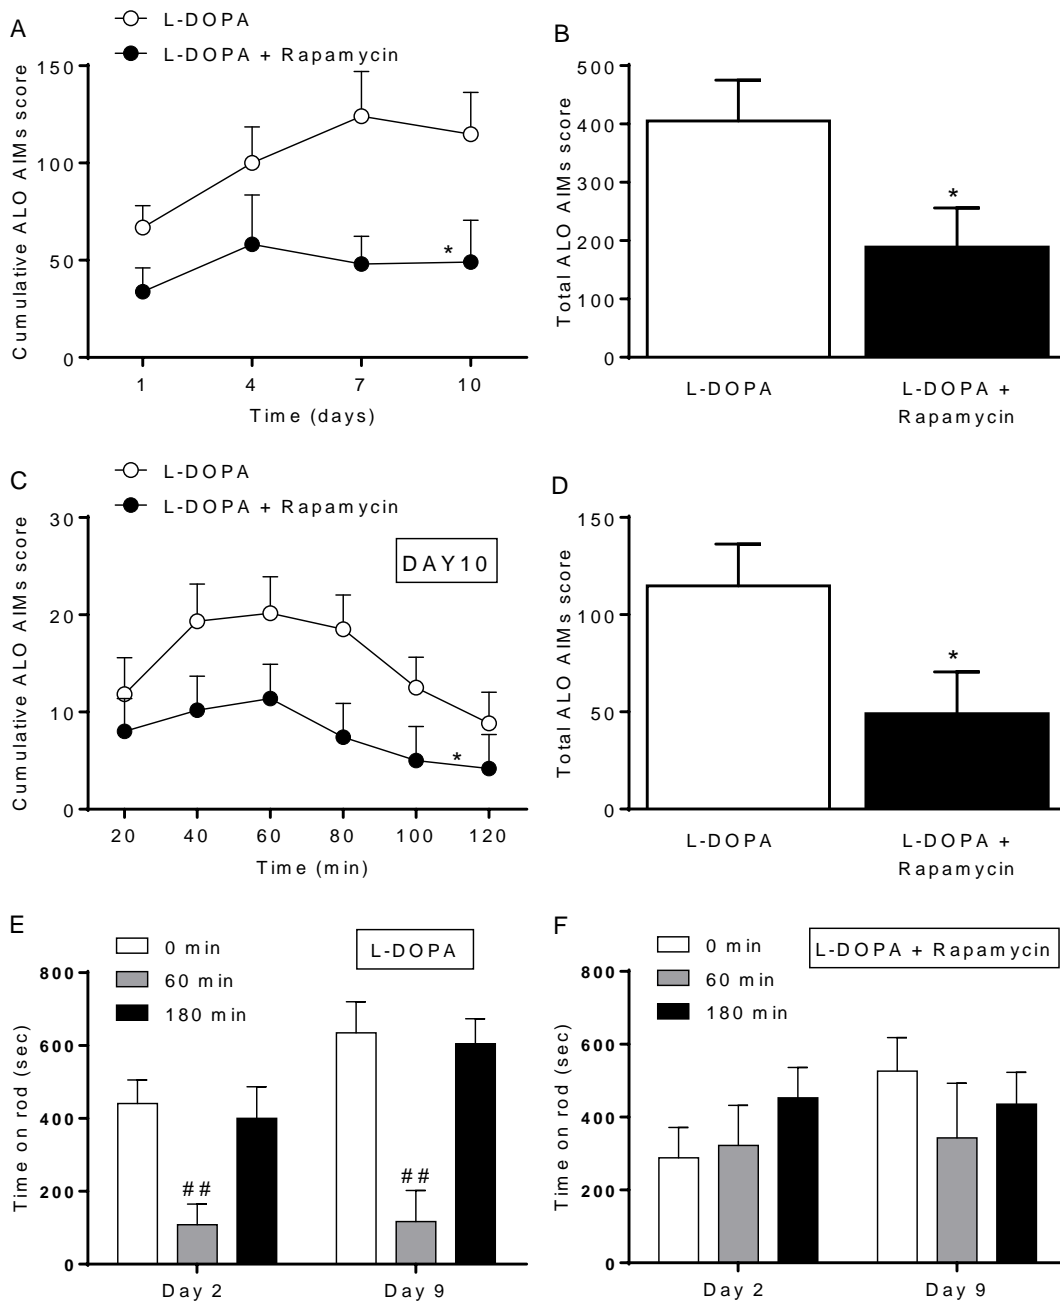 A
L-DOPA
L-DOPA + Rapamycin
Cumulative ALO AIMs score
150
100
50
0
*
1 4 7 10
Time (days)
B
Total ALO AIMs score
500
400
300
200
100
0
*
L-DOPA
L-DOPA +
Rapamycin
C
L-DOPA
L-DOPA + Rapamycin
DAY10
Cumulative ALO AIMs score
30
20
10
0
*
20 40 60 80 100 120
Time (min)
D
Total ALO AIMs score
150
100
50
0
*
L-DOPA
L-DOPA +
Rapamycin
E
0 min
60 min
180 min
L-DOPA
Time on rod (sec)
800
600
400
200
0
##
##
Day 2 Day 9
F
0 min
60 min
180 min
L-DOPA + Rapamycin
Time on rod (sec)
800
600
400
200
0
Day 2 Day 9